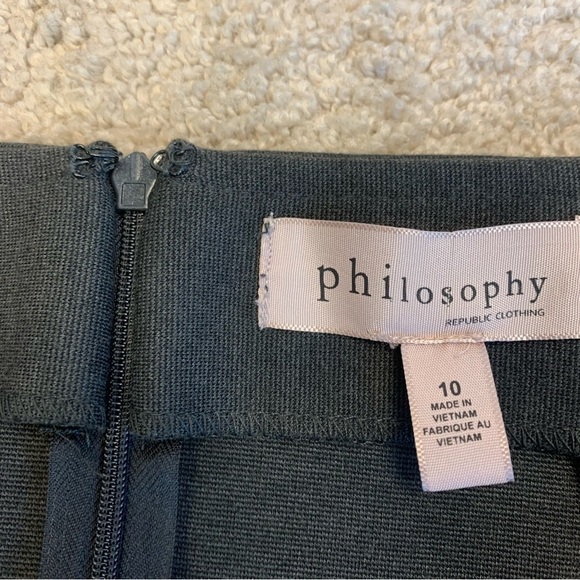 philosophy
REPUBLIC CLOTHING
10
MADE IN
VIETNAM
FABRIQUE AU
VIETNAM